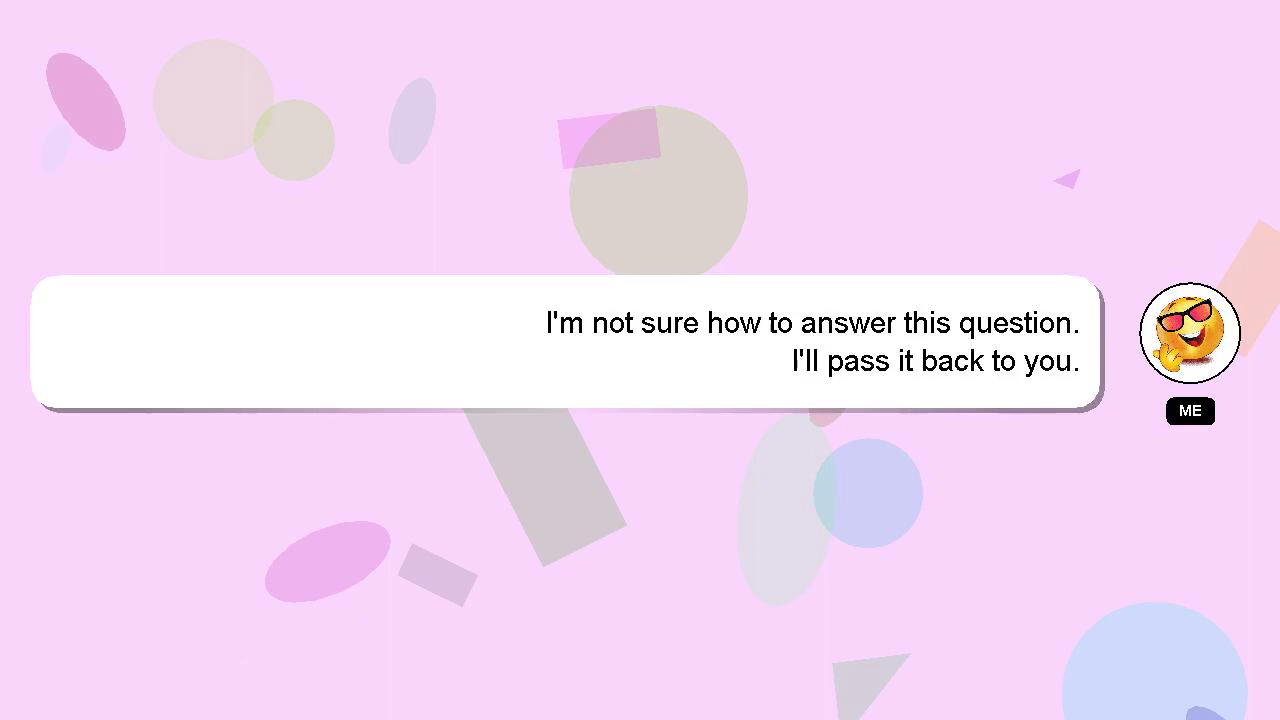 I'm not sure how to answer this question.
I'll pass it back to you.
ME